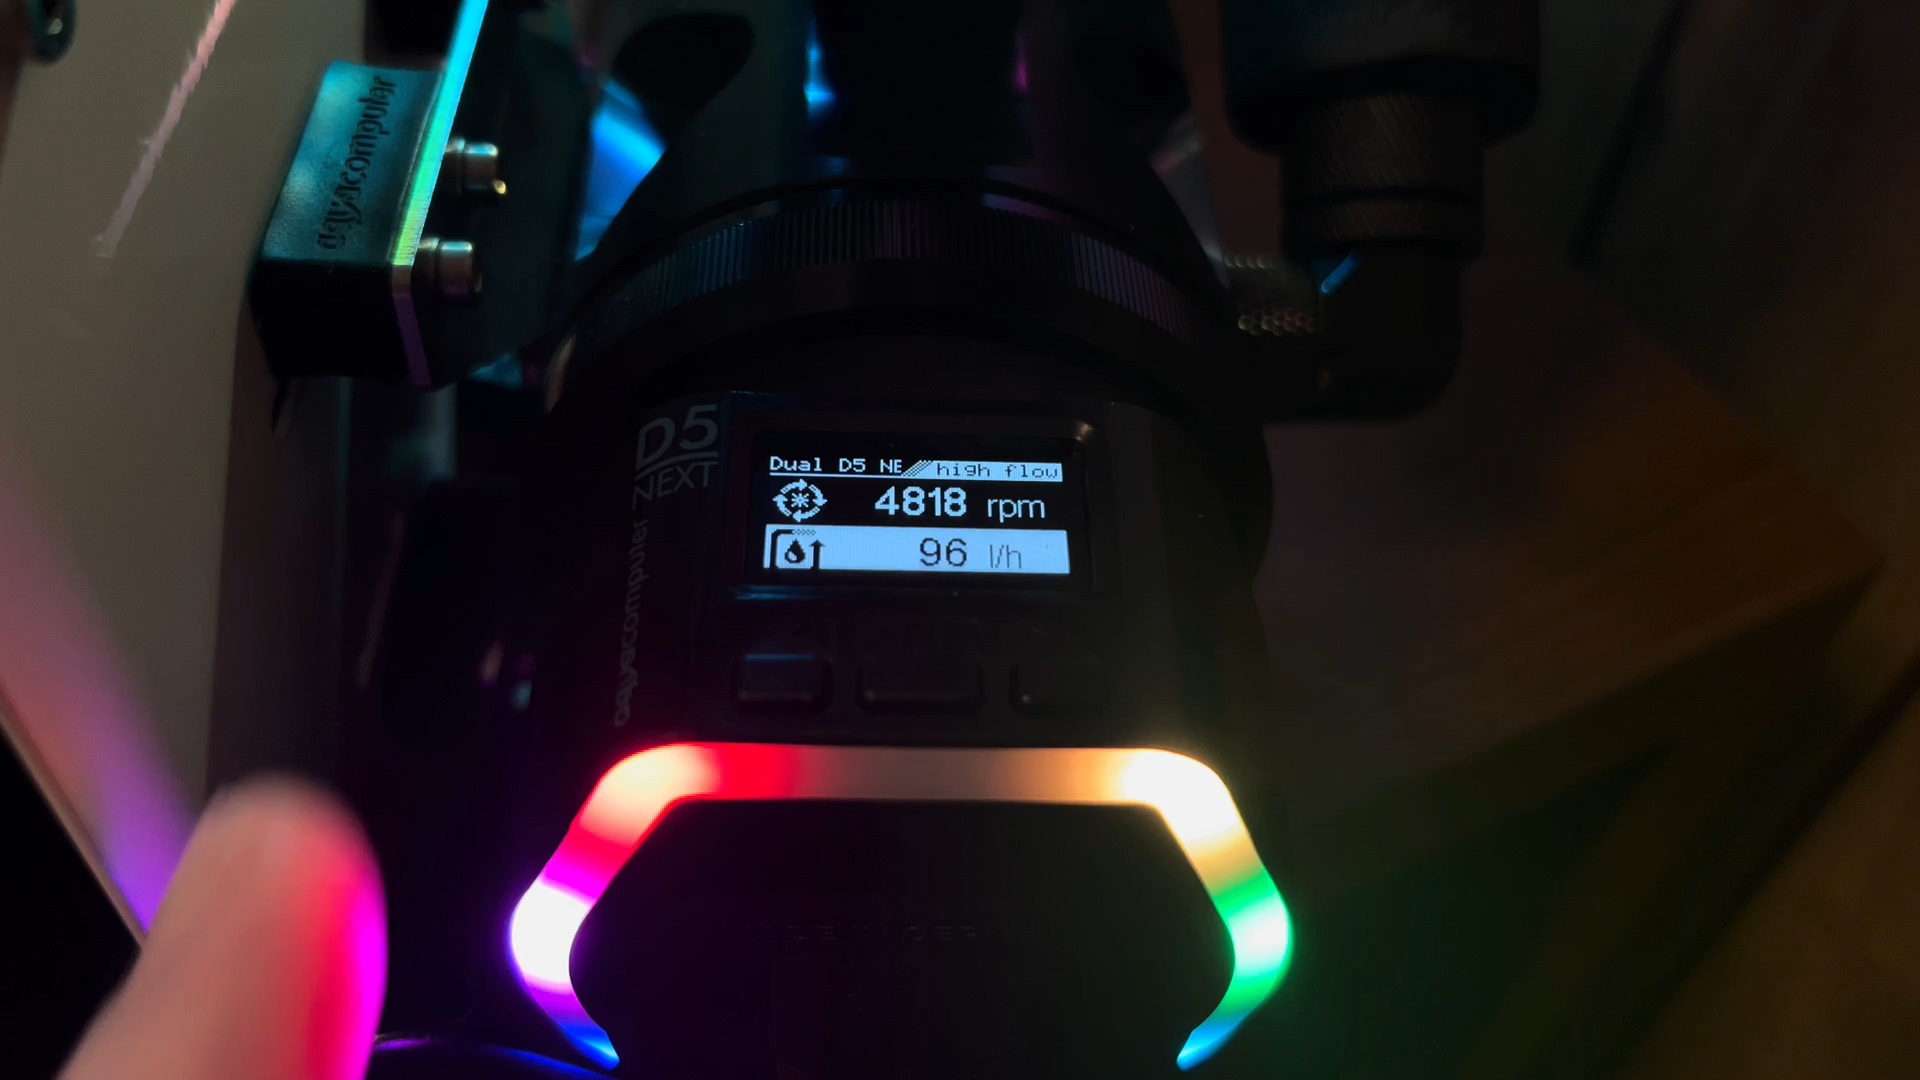 aquacomputer
D5
NEXT
aquacomputer
Dual D5 NE
high flow
4818 rpm
96 l/h